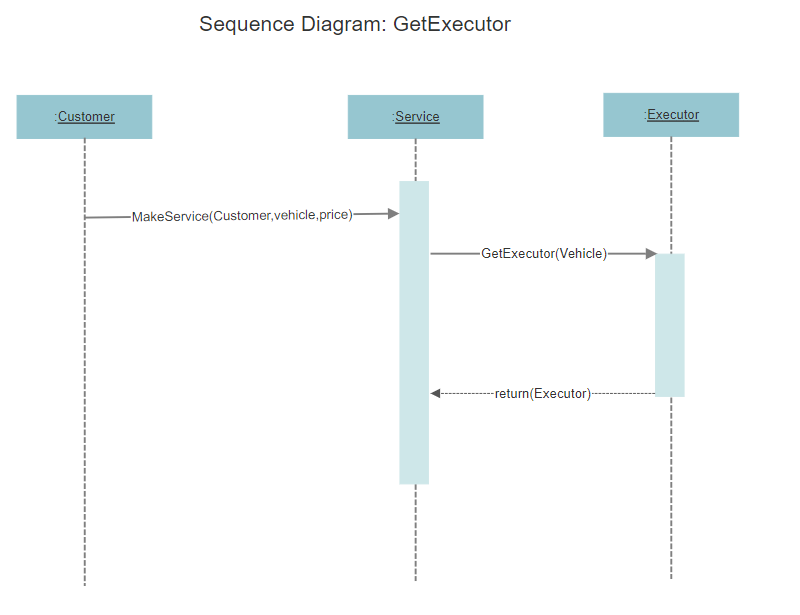 Sequence Diagram: GetExecutor
:Customer
:Service
:Executor
MakeService(Customer,vehicle,price)
GetExecutor(Vehicle)
return(Executor)